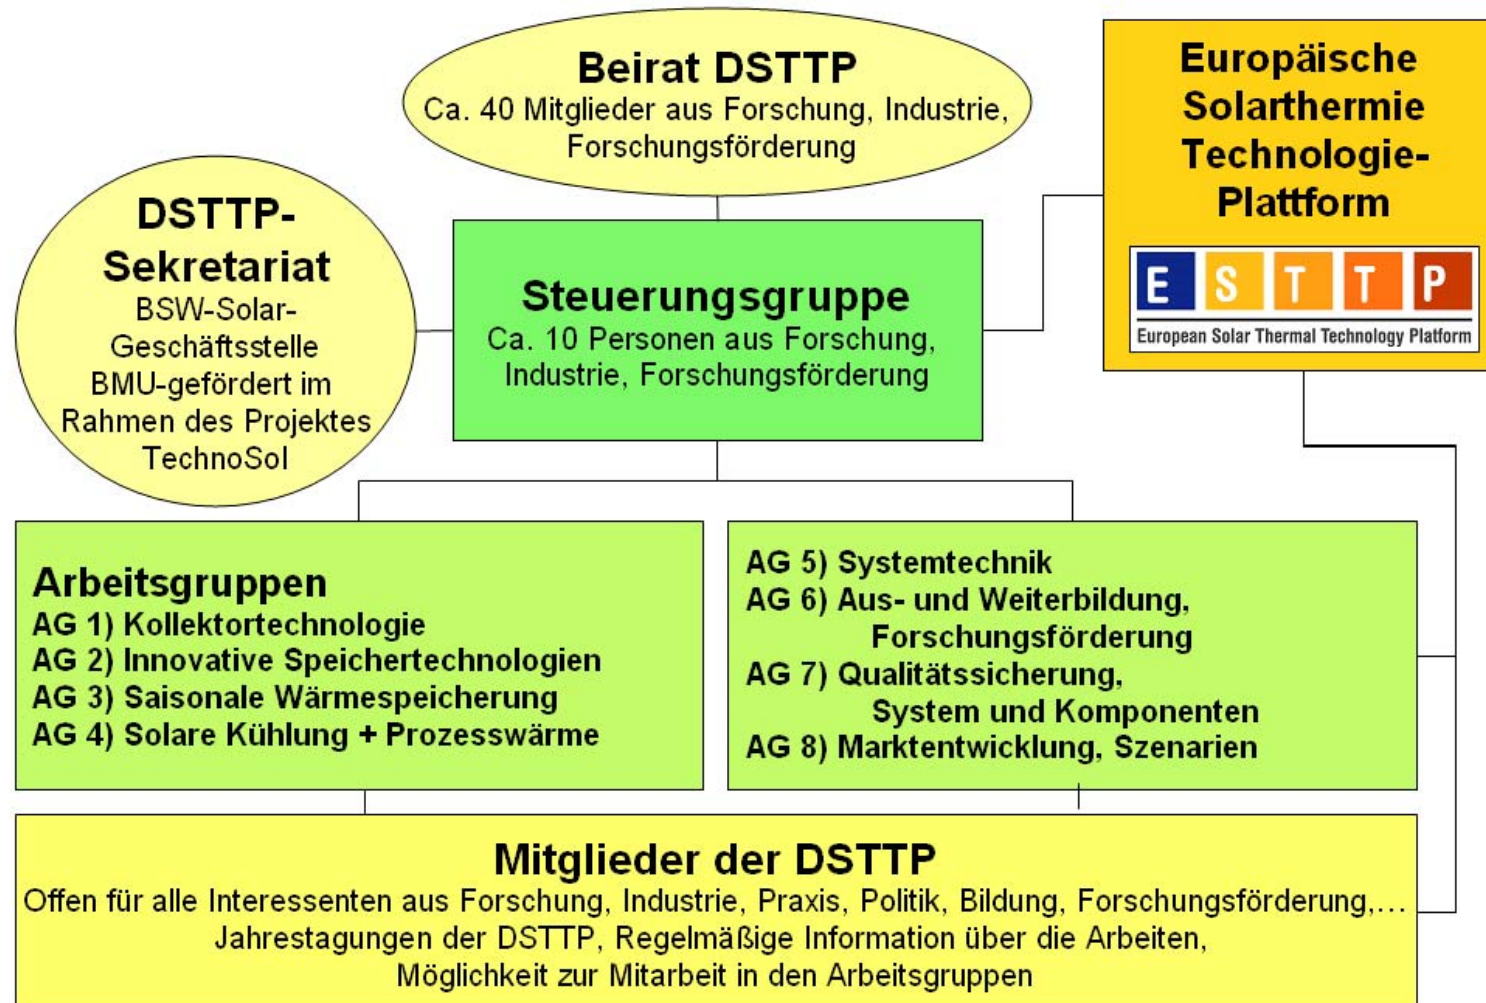 Beirat DSTTP
Ca. 40 Mitglieder aus Forschung, Industrie,
Forschungsförderung
Europäische
Solarthermie
Technologie-
Plattform
E S T T P
European Solar Thermal Technology Platform
DSTTP-
Sekretariat
BSW-Solar-
Geschäftsstelle
BMU-gefördert im
Rahmen des Projektes
TechnoSol
Steuerungsgruppe
Ca. 10 Personen aus Forschung,
Industrie, Forschungsförderung
Arbeitsgruppen
AG 1) Kollektortechnologie
AG 2) Innovative Speichertechnologien
AG 3) Saisonale Wärmespeicherung
AG 4) Solare Kühlung + Prozesswärme
AG 5) Systemtechnik
AG 6) Aus- und Weiterbildung,
Forschungsförderung
AG 7) Qualitätssicherung,
System und Komponenten
AG 8) Marktentwicklung, Szenarien
Mitglieder der DSTTP
Offen für alle Interessenten aus Forschung, Industrie, Praxis, Politik, Bildung, Forschungsförderung,...
Jahrestagungen der DSTTP, Regelmäßige Information über die Arbeiten,
Möglichkeit zur Mitarbeit in den Arbeitsgruppen